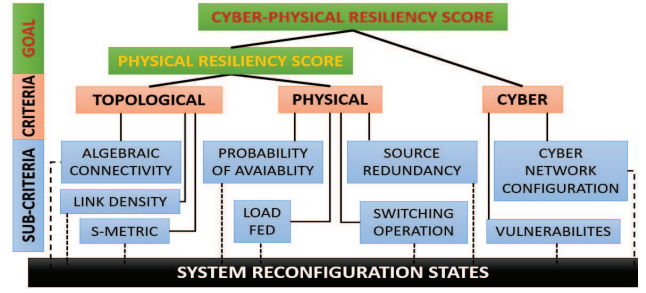 GOAL
CYBER-PHYSICAL RESILIENCY SCORE
PHYSICAL RESILIENCY SCORE
CRITERIA
TOPOLOGICAL
PHYSICAL
CYBER
SUB-CRITERIA
ALGEBRAIC
CONNECTIVITY
PROBABILITY
OF AVAIABLITY
SOURCE
REDUNDANCY
CYBER
NETWORK
CONFIGURATION
LINK DENSITY
LOAD
FED
SWITCHING
OPERATION
S-METRIC
VULNERABILITES
SYSTEM RECONFIGURATION STATES